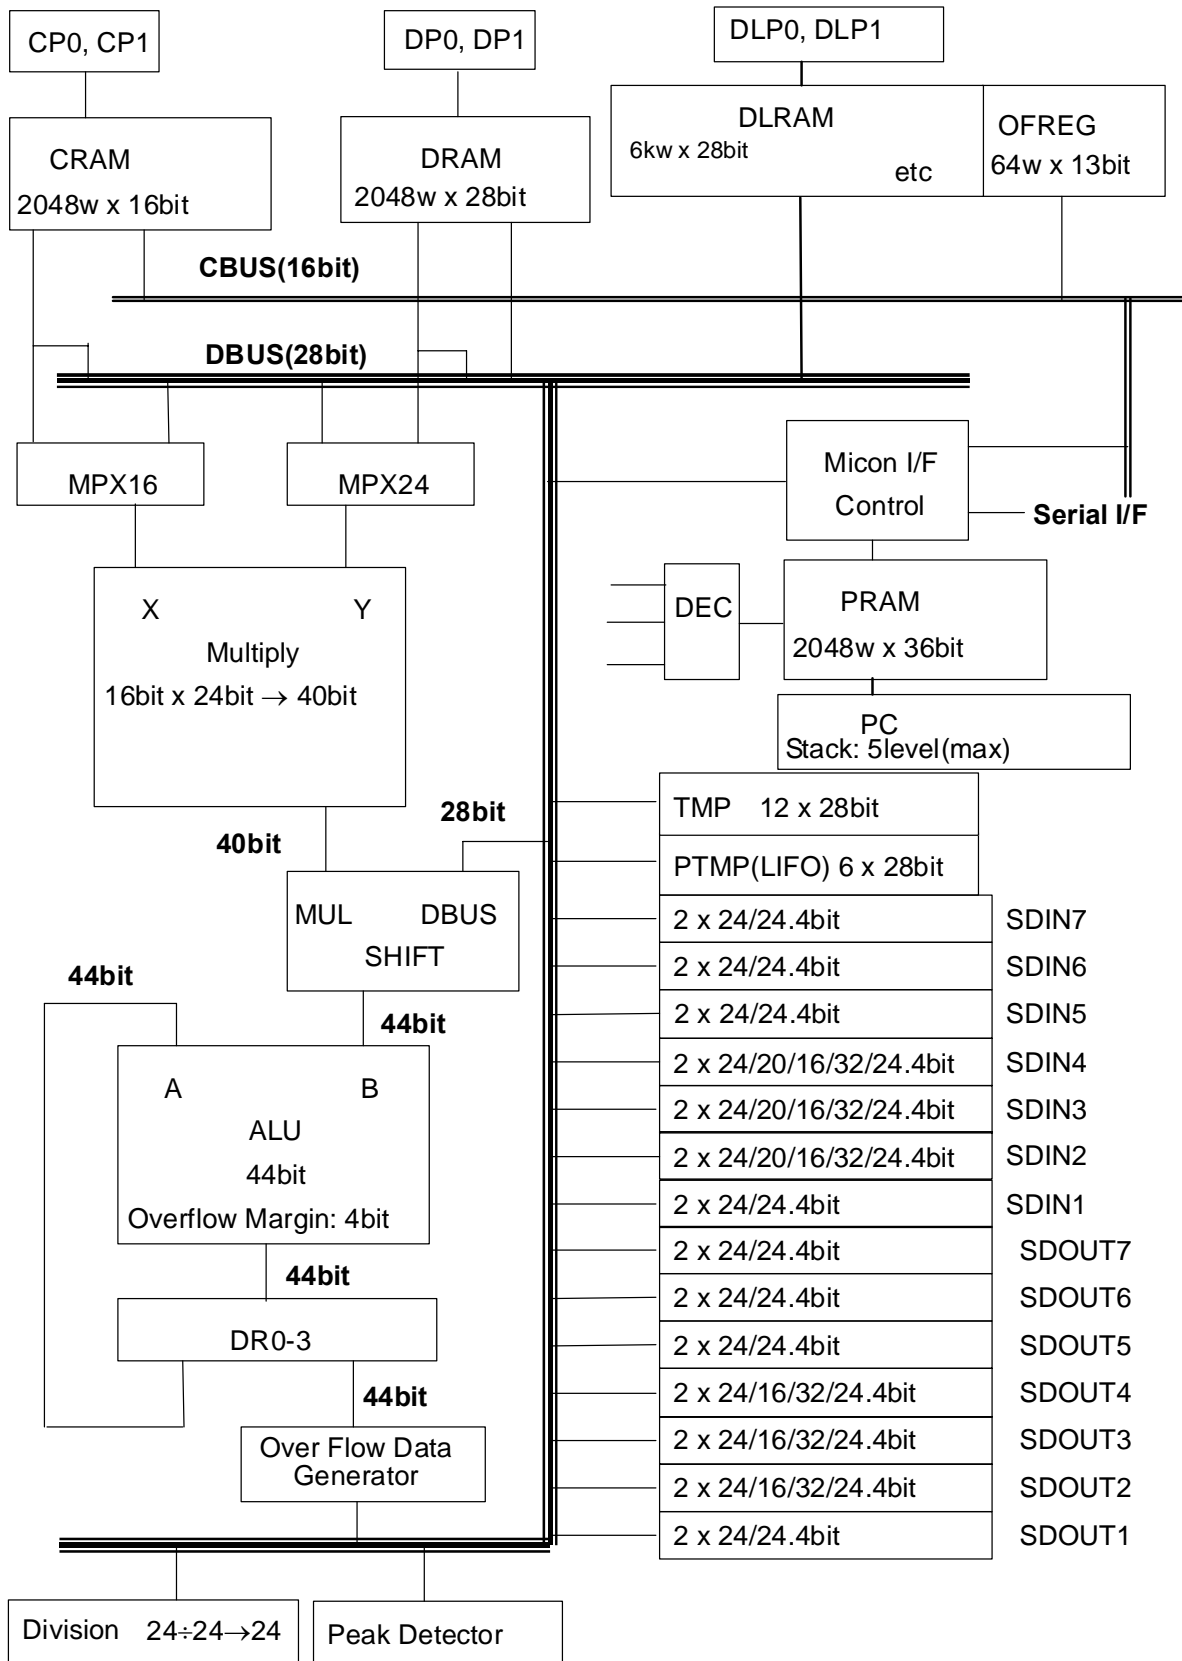 CP0, CP1
DP0, DP1
DLP0, DLP1
CRAM
2048w x 16bit
DRAM
2048w x 28bit
DLRAM
6kw x 28bit
etc
OFREG
64w x 13bit
CBUS(16bit)
DBUS(28bit)
MPX16
MPX24
Micon I/F
Control
Serial I/F
X
Y
Multiply
16bit x 24bit → 40bit
DEC
PRAM
2048w x 36bit
PC
Stack: 5level(max)
40bit
28bit
TMP 12 x 28bit
PTMP(LIFO) 6 x 28bit
MUL
DBUS
SHIFT
2 x 24/24.4bit SDIN7
2 x 24/24.4bit SDIN6
2 x 24/24.4bit SDIN5
2 x 24/20/16/32/24.4bit SDIN4
2 x 24/20/16/32/24.4bit SDIN3
2 x 24/20/16/32/24.4bit SDIN2
2 x 24/24.4bit SDIN1
2 x 24/24.4bit SDOUT7
2 x 24/24.4bit SDOUT6
2 x 24/24.4bit SDOUT5
2 x 24/16/32/24.4bit SDOUT4
2 x 24/16/32/24.4bit SDOUT3
2 x 24/16/32/24.4bit SDOUT2
2 x 24/24.4bit SDOUT1
44bit
44bit
A
B
ALU
44bit
Overflow Margin: 4bit
44bit
DR0-3
44bit
Over Flow Data
Generator
Division 24÷24→24
Peak Detector